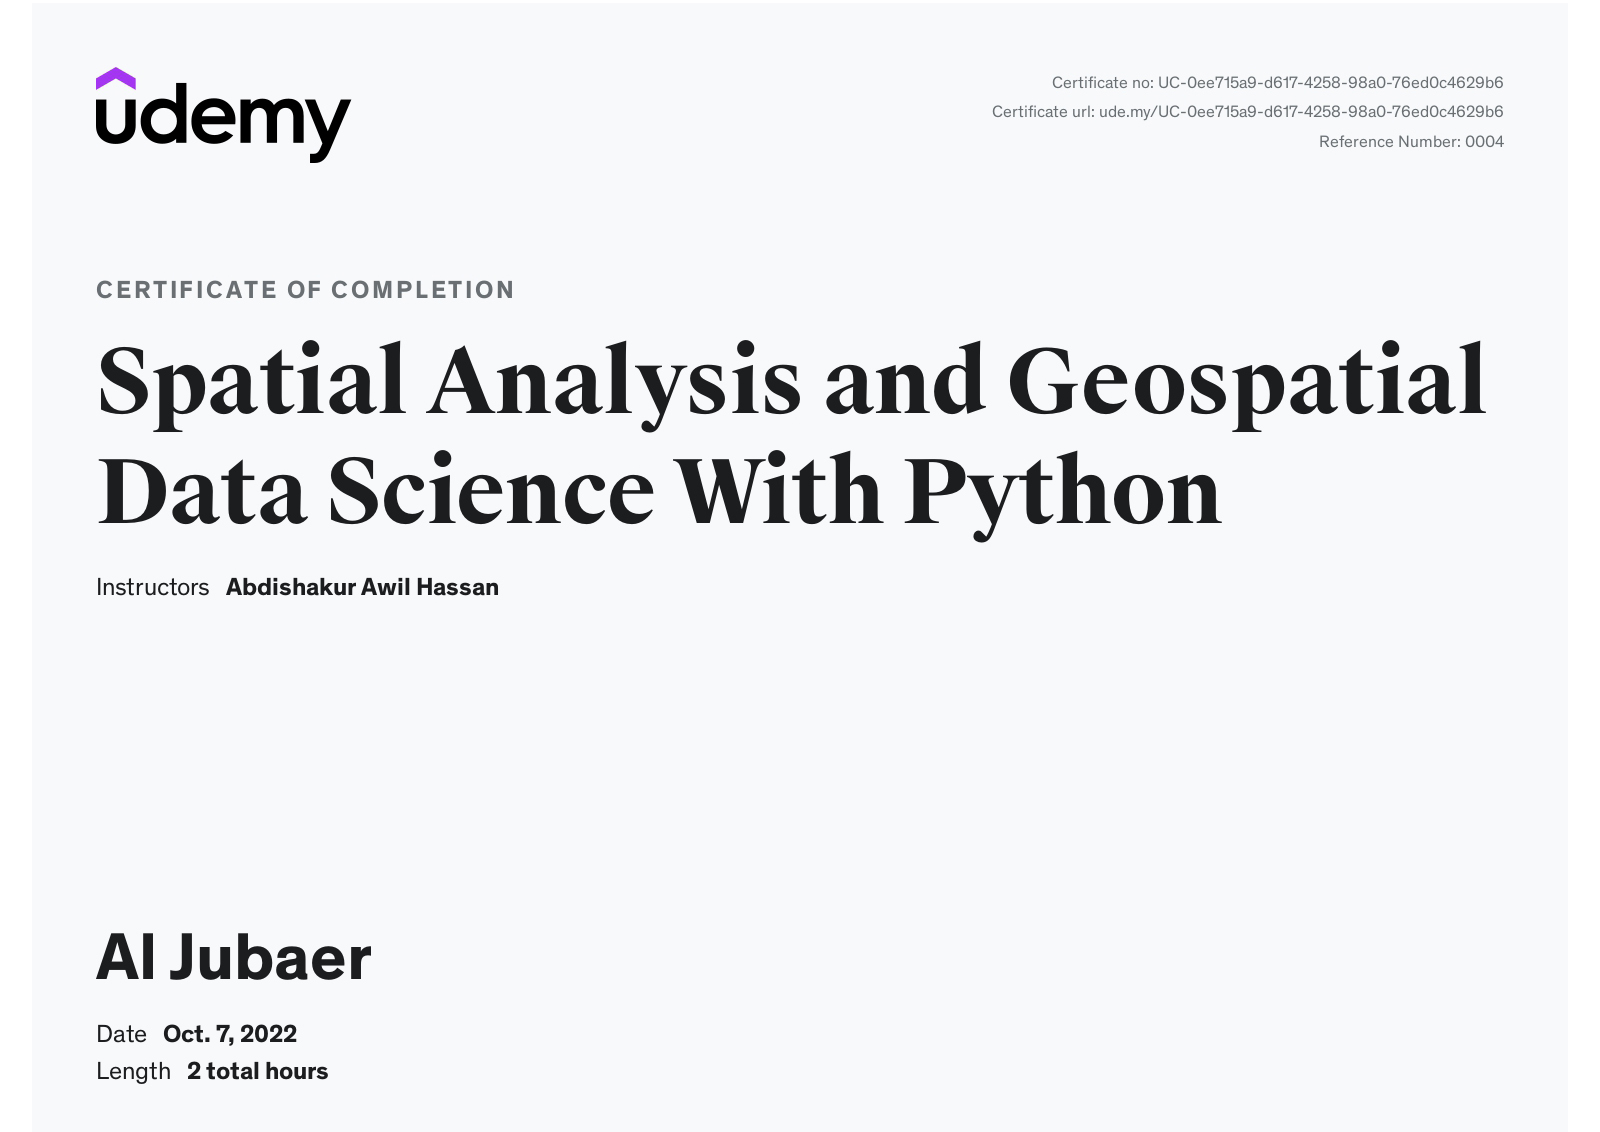 udemy
Certificate no: UC-0ee715a9-d617-4258-98a0-76ed0c4629b6
Certificate url: ude.my/UC-0ee715a9-d617-4258-98a0-76ed0c4629b6
Reference Number: 0004
CERTIFICATE OF COMPLETION
Spatial Analysis and Geospatial
Data Science With Python
Instructors Abdishakur Awil Hassan
Al Jubaer
Date Oct. 7, 2022
Length 2 total hours